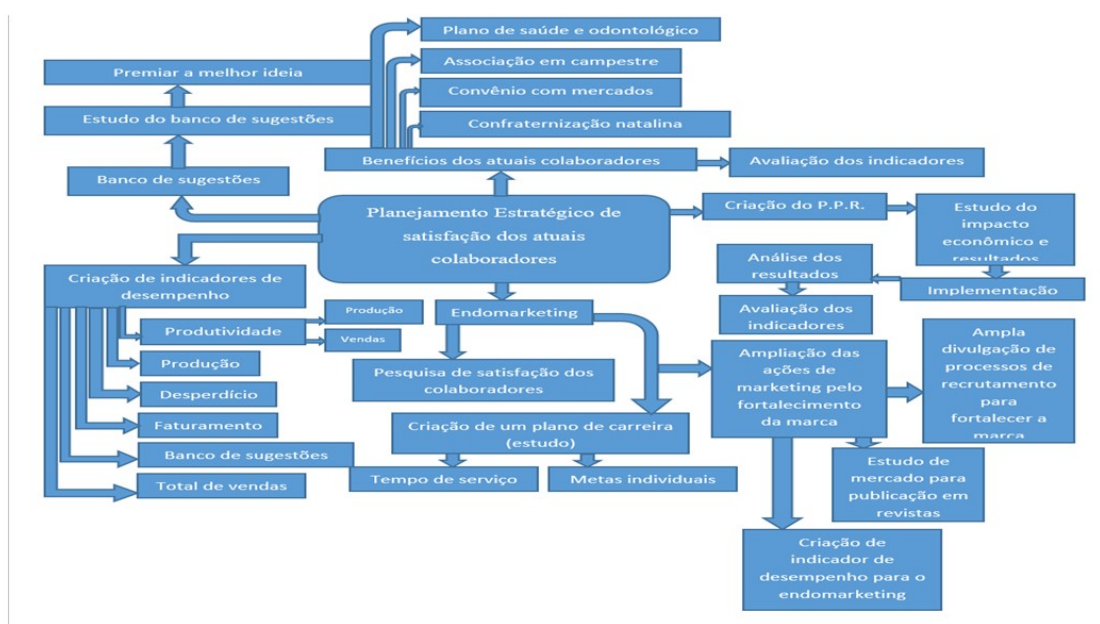 Plano de saúde e odontológico
Associação em campestre
Premiar a melhor ideia
Convênio com mercados
Estudo do banco de sugestões
Confraternização natalina
Benefícios dos atuais colaboradores
Avaliação dos indicadores
Banco de sugestões
Planejamento Estratégico de
satisfação dos atuais
colaboradores
Criação do P.P.R.
Estudo do
impacto
econômico e
resultados
Análise dos
resultados
Implementação
Avaliação dos
indicadores
Criação de indicadores de
desempenho
Endomarketing
Produtividade
Produção
Vendas
Produção
Desperdício
Faturamento
Banco de sugestões
Total de vendas
Pesquisa de satisfação dos
colaboradores
Criação de um plano de carreira
(estudo)
Tempo de serviço
Metas individuais
Ampliação das
ações de
marketing pelo
fortalecimento
da marca
Ampla
divulgação de
processos de
recrutamento
para
fortalecer a
marca
Estudo de
mercado para
publicação em
revistas
Criação de
indicador de
desempenho para o
endomarketing